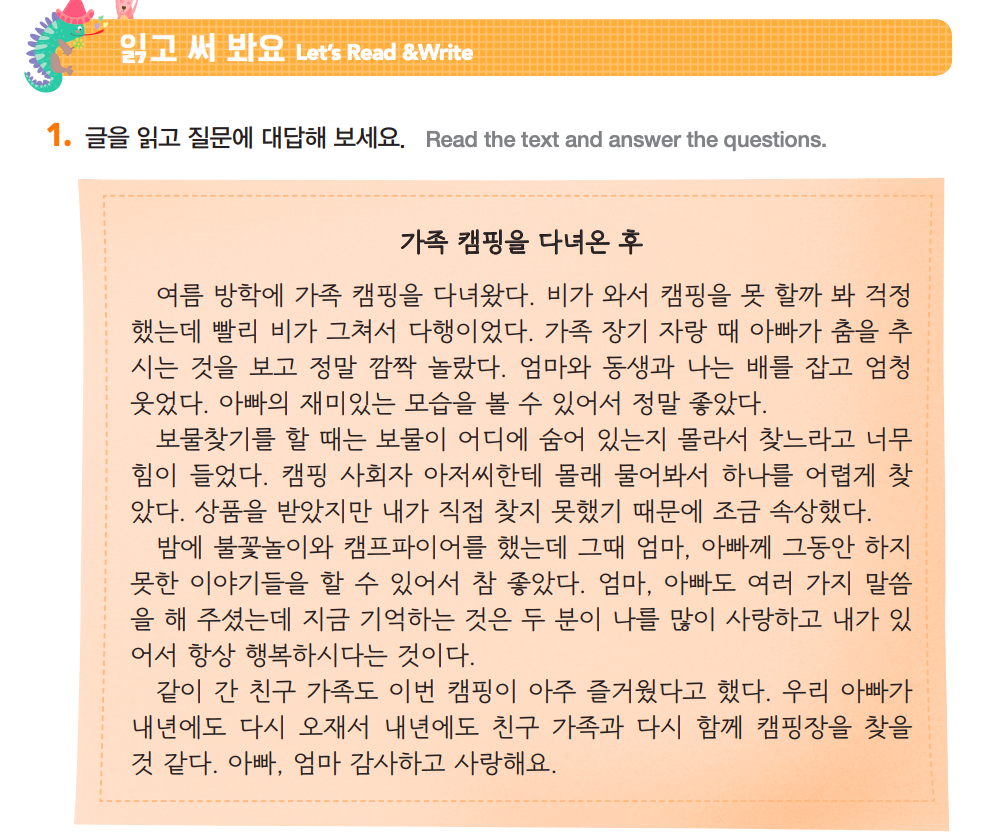 읽고 써 봐요 Let's Read &Write
1. 글을 읽고 질문에 대답해 보세요. Read the text and answer the questions.
가족 캠핑을 다녀온 후
여름 방학에 가족 캠핑을 다녀왔다. 비가 와서 캠핑을 못 할까 봐 걱정
했는데 빨리 비가 그쳐서 다행이었다. 가족 장기 자랑 때 아빠가 춤을 추
시는 것을 보고 정말 깜짝 놀랐다. 엄마와 동생과 나는 배를 잡고 엄청
웃었다. 아빠의 재미있는 모습을 볼 수 있어서 정말 좋았다.
보물찾기를 할 때는 보물이 어디에 숨어 있는지 몰라서 찾느라고 너무
힘이 들었다. 캠핑 사회자 아저씨한테 몰래 물어봐서 하나를 어렵게 찾
았다. 상품을 받았지만 내가 직접 찾지 못했기 때문에 조금 속상했다.
밤에 불꽃놀이와 캠프파이어를 했는데 그때 엄마, 아빠께 그동안 하지
못한 이야기들을 할 수 있어서 참 좋았다. 엄마, 아빠도 여러 가지 말씀
을 해 주셨는데 지금 기억하는 것은 두 분이 나를 많이 사랑하고 내가 있
어서 항상 행복하시다는 것이다.
같이 간 친구 가족도 이번 캠핑이 아주 즐거웠다고 했다. 우리 아빠가
내년에도 다시 오재서 내년에도 친구 가족과 다시 함께 캠핑장을 찾을
것 같다. 아빠, 엄마 감사하고 사랑해요.